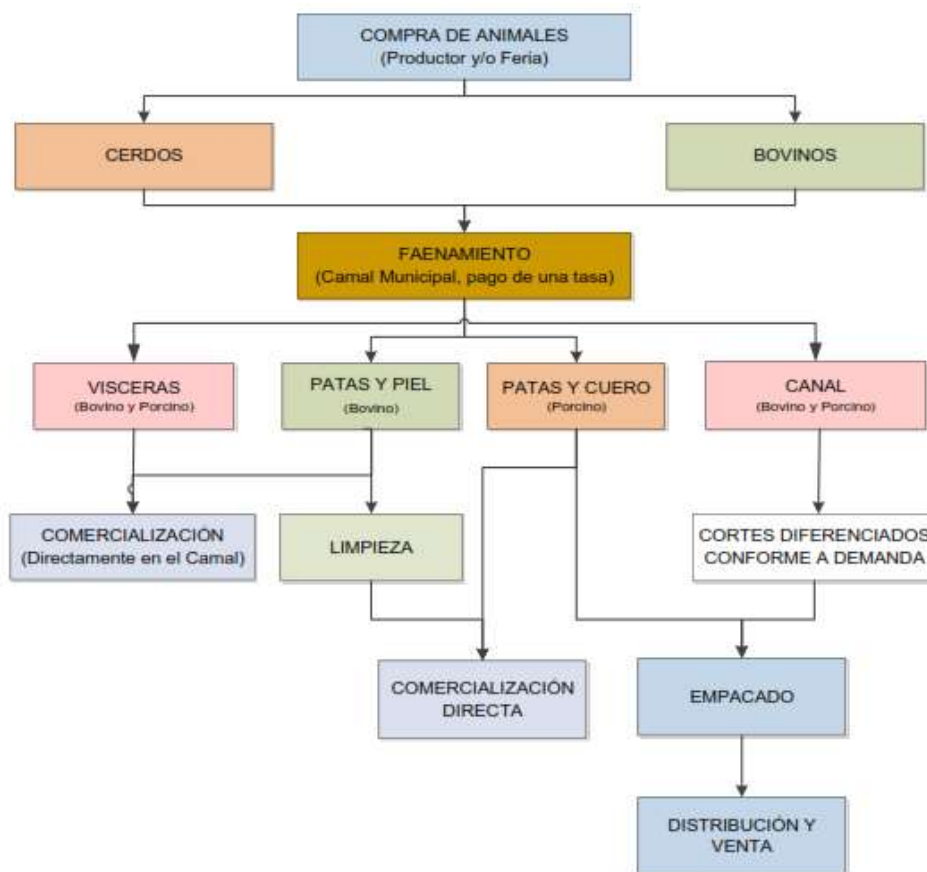 COMPRA DE ANIMALES
(Productor y/o Feria)
CERDOS
BOVINOS
FAENAMIENTO
(Camal Municipal, pago de una tasa)
VISCERAS
(Bovino y Porcino)
PATAS Y PIEL
(Bovino)
PATAS Y CUERO
(Porcino)
CANAL
(Bovino y Porcino)
COMERCIALIZACIÓN
(Directamente en el Camal)
LIMPIEZA
CORTES DIFERENCIADOS
CONFORME A DEMANDA
COMERCIALIZACIÓN
DIRECTA
EMPACADO
DISTRIBUCIÓN Y
VENTA